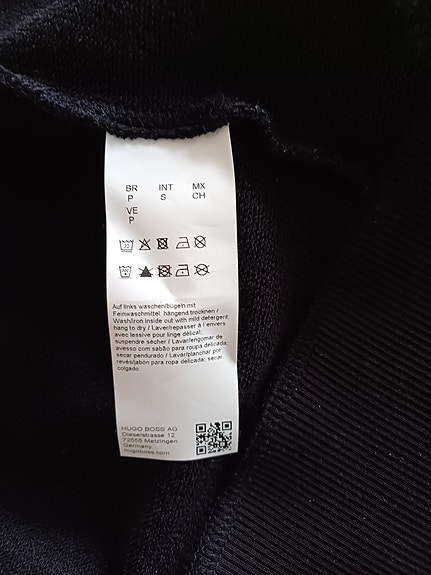 BR INT MX
P S CH
VE
P
Auf links waschen/bügeln mit
Feinwaschmittel, hängend trocknen /
Wash/iron inside out with mild detergent,
hang to dry / Laver/repasser à l'envers
avec lessive pour linge délicat;
suspendre sécher / Lavar/engomar de
avesso com sabão para roupa delicada;
secar pendurado / Lavar/planchar por
revés/jabón para ropa delicada; secar
colgado
HUGO BOSS AG
Dieselstrasse 12
72555 Metzingen
Germany
hugoboss.com